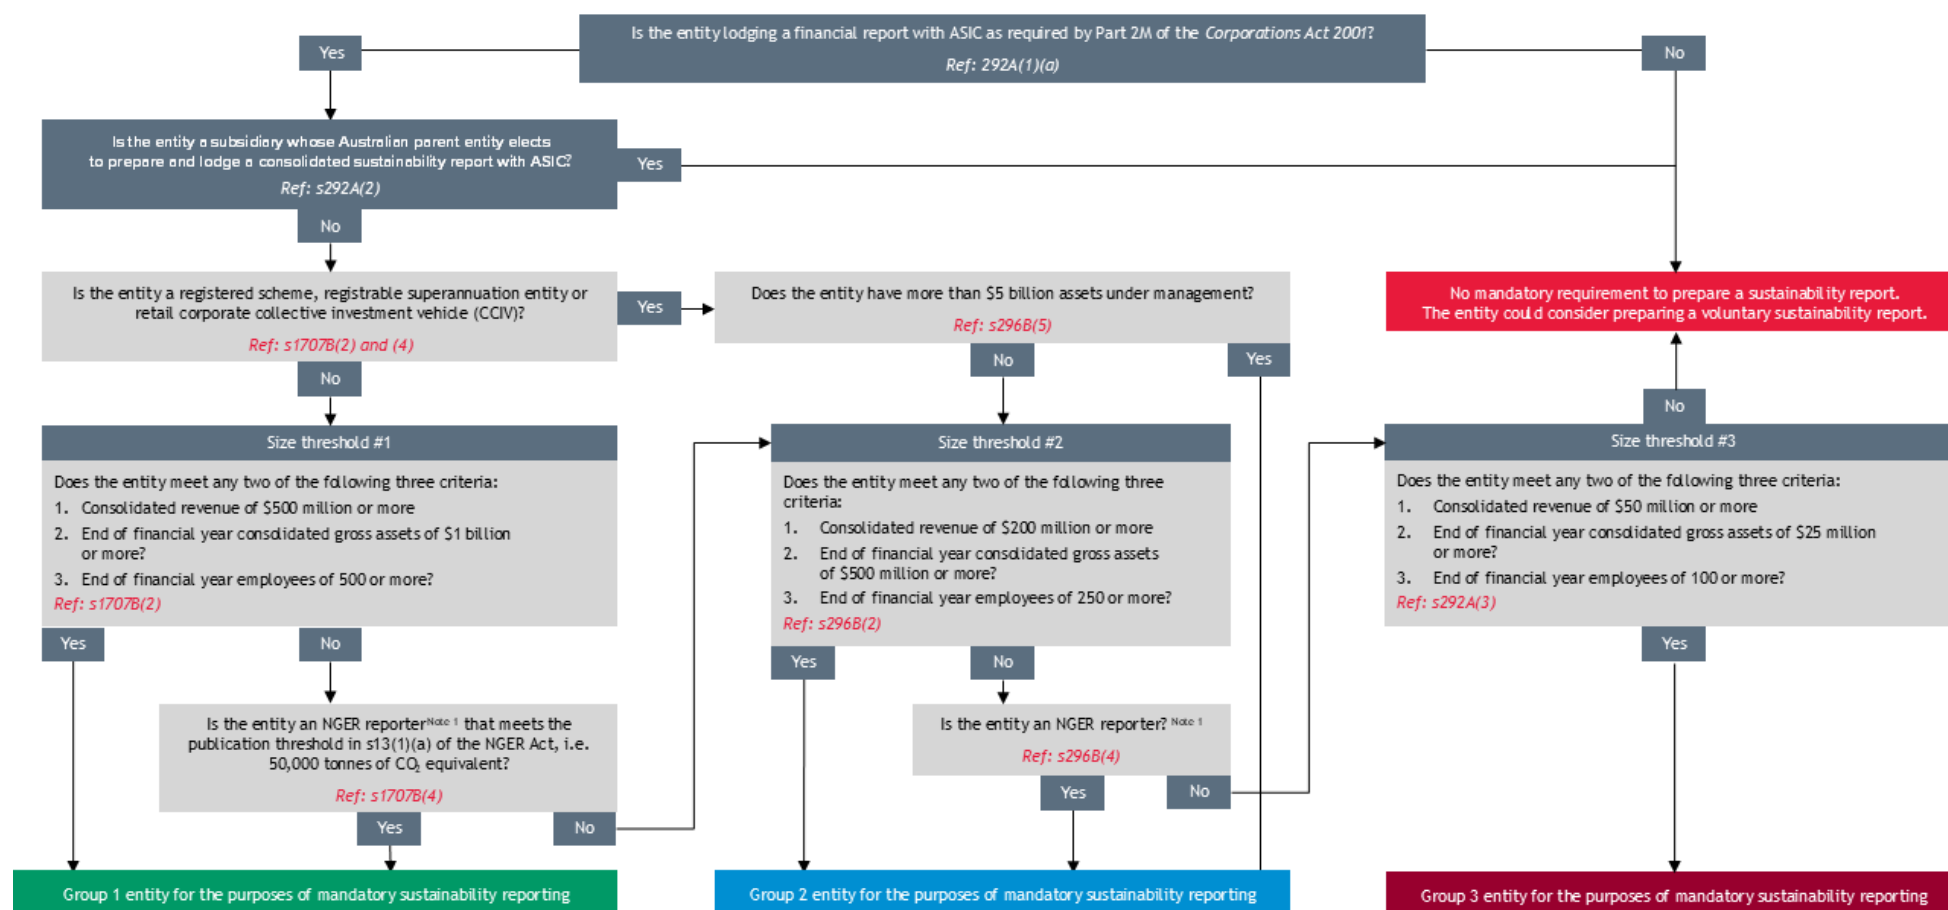 Is the entity lodging a financial report with ASIC as required by Part 2M of the Corporations Act 2001?
Ref: 292A(1)(a)
Yes
No
Is the entity a subsidiary whose Australian parent entity elects
to prepare and lodge a consolidated sustainability report with ASIC?
Ref: s292A(2)
Yes
No
Is the entity a registered scheme, registrable superannuation entity or
retail corporate collective investment vehicle (CCIV)?
Ref: s1707B(2) and (4)
Yes
No
Does the entity have more than $5 billion assets under management?
Ref: s296B(5)
No
Yes
No mandatory requirement to prepare a sustainability report.
The entity could consider preparing a voluntary sustainability report.
No
Size threshold #1
Does the entity meet any two of the following three criteria:
1. Consolidated revenue of $500 million or more
2. End of financial year consolidated gross assets of $1 billion
or more?
3. End of financial year employees of 500 or more?
Ref: s1707B(2)
Yes
No
Size threshold #2
Does the entity meet any two of the following three
criteria:
1. Consolidated revenue of $200 million or more
2. End of financial year consolidated gross assets
of $500 million or more?
3. End of financial year employees of 250 or more?
Ref: s296B(2)
Yes
No
Size threshold #3
Does the entity meet any two of the following three criteria:
1. Consolidated revenue of $50 million or more
2. End of financial year consolidated gross assets of $25 million
or more?
3. End of financial year employees of 100 or more?
Ref: s292A(3)
Yes
Is the entity an NGER reporter Note 1 that meets the
publication threshold in s13(1)(a) of the NGER Act, i.e.
50,000 tonnes of CO2 equivalent?
Ref: s1707B(4)
Yes
No
Is the entity an NGER reporter? Note 1
Ref: s296B(4)
Yes
No
Group 1 entity for the purposes of mandatory sustainability reporting
Group 2 entity for the purposes of mandatory sustainability reporting
Group 3 entity for the purposes of mandatory sustainability reporting